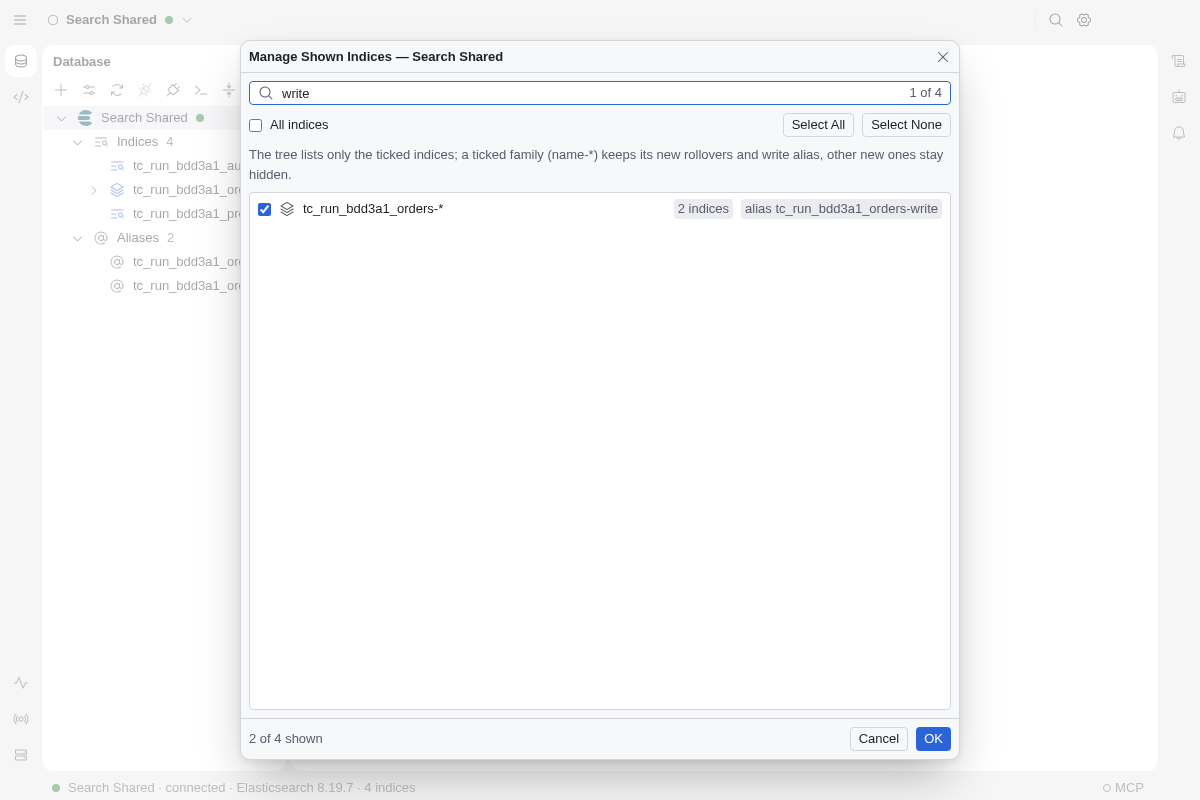 Search Shared
Manage Shown Indices — Search Shared
write
1 of 4
All indices
Select All
Select None
The tree lists only the ticked indices; a ticked family (name-*) keeps its new rollovers and write alias, other new ones stay
hidden.
tc_run_bdd3a1_orders-*
2 indices
alias tc_run_bdd3a1_orders-write
2 of 4 shown
Cancel
OK
Database
Search Shared
Indices 4
tc_run_bdd3a1_au
tc_run_bdd3a1_ord
tc_run_bdd3a1_pro
Aliases 2
tc_run_bdd3a1_ord
tc_run_bdd3a1_ord
Search Shared · connected · Elasticsearch 8.19.7 · 4 indices
MCP